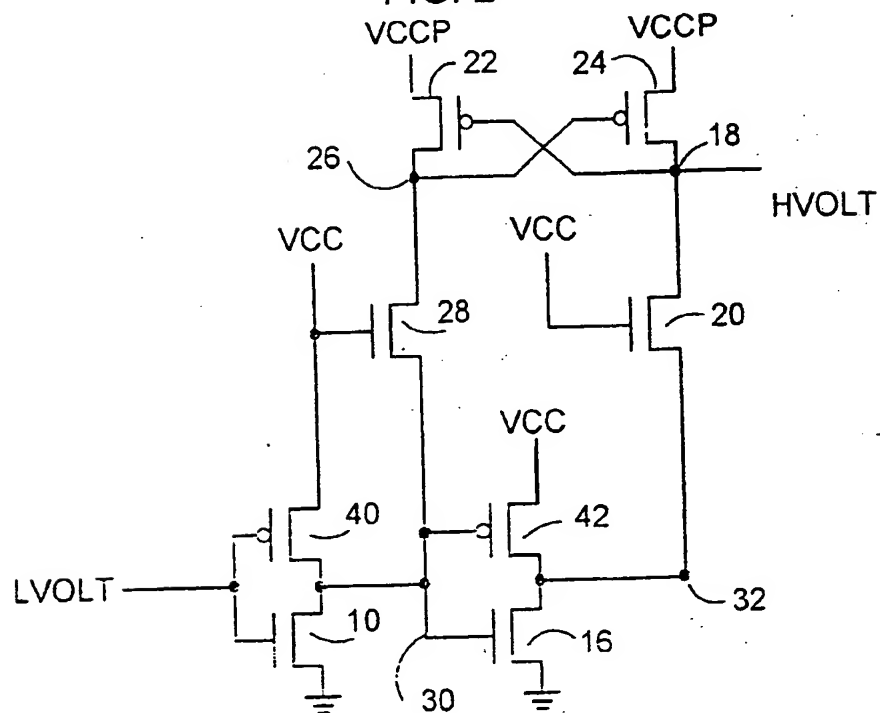 VCCP VCCP
22 24
26 18
HVOLT
VCC VCC
28 20
VCC
40 42
LVOLT
10 16 32
30